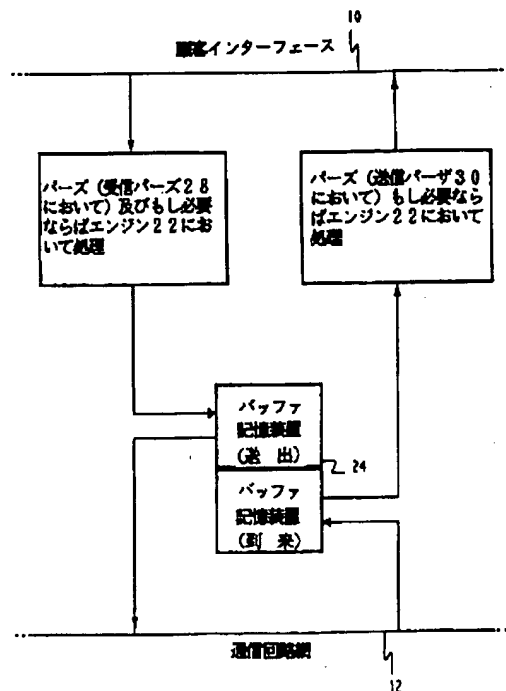 10
顧客インターフェース
パーズ(受信パーズ28
において)及びもし必要
ならばエンジン22にお
いて処理
パーズ(送信パーザ30
において)もし必要なら
ばエンジン22において
処理
バッファ
記憶装置
(送 出)
24
バッファ
記憶装置
(到 来)
通信回路網
12